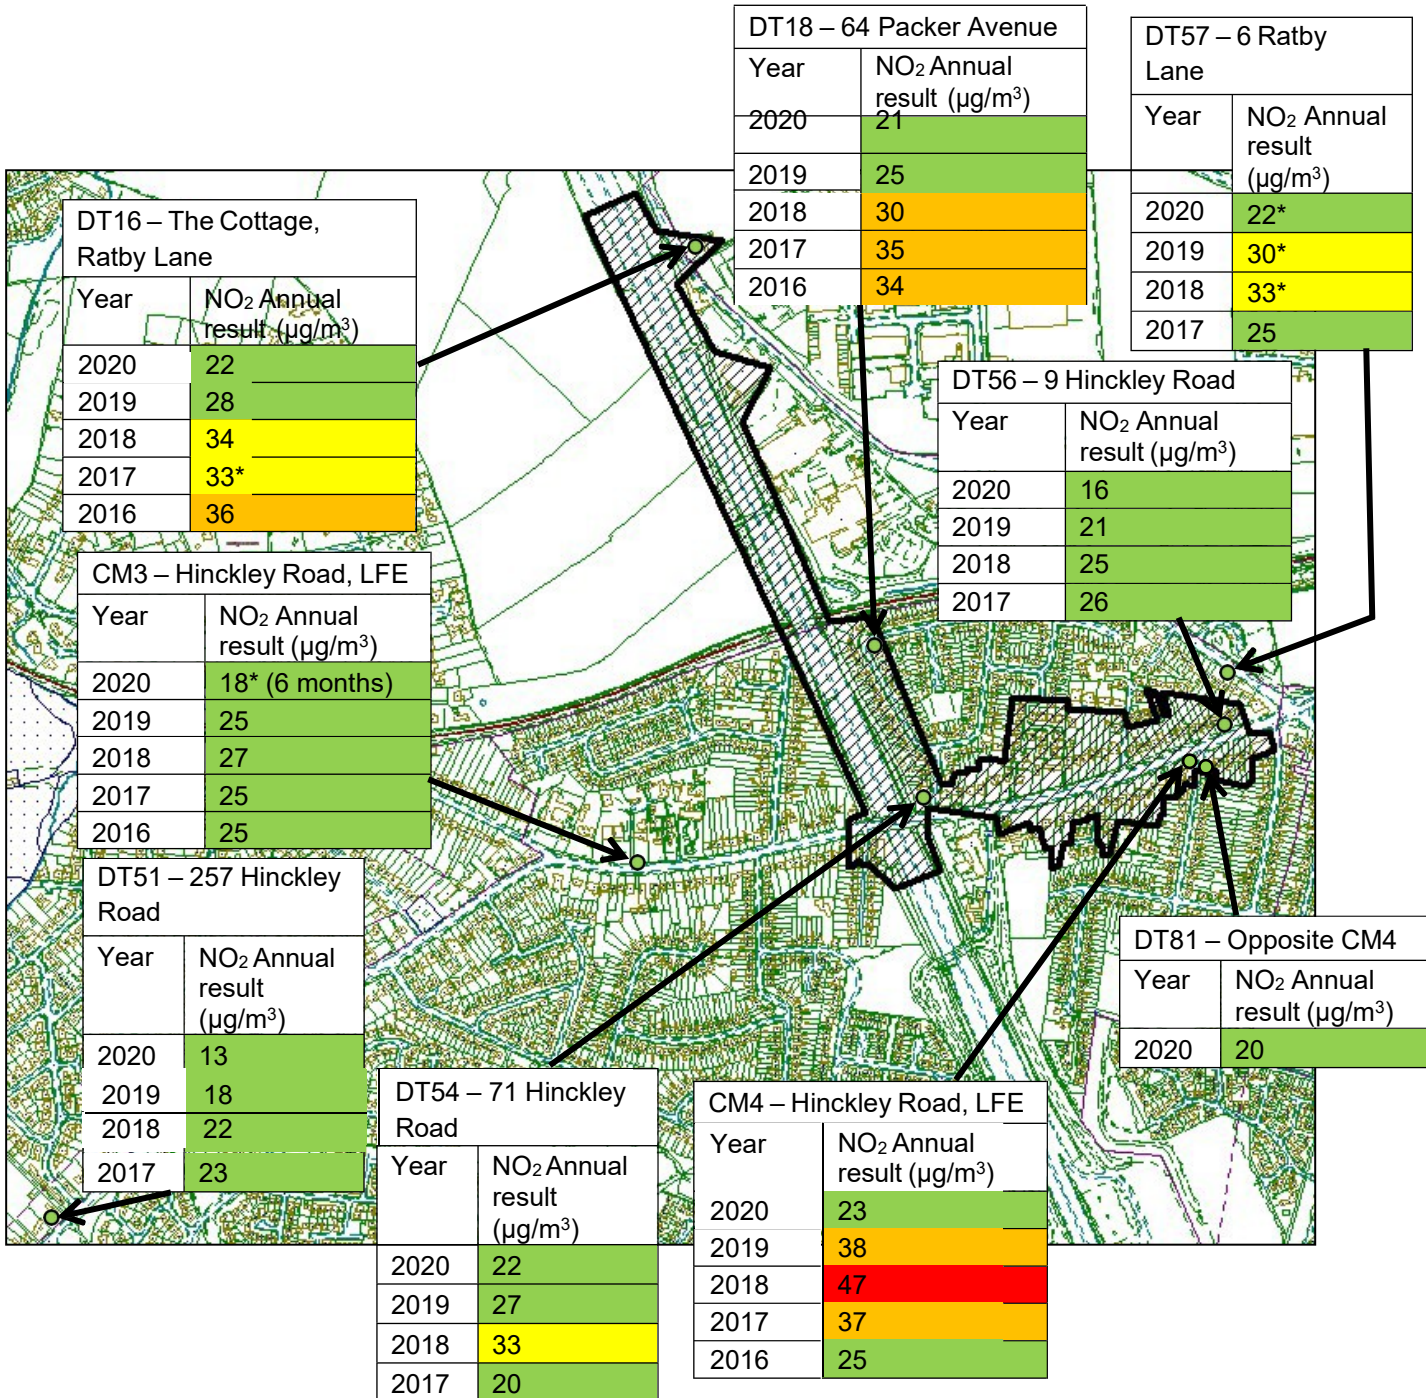 DT18 – 64 Packer Avenue
Year NO2 Annual
result (µg/m3)
2020 21
2019 25
2018 30
2017 35
2016 34
DT57 – 6 Ratby
Lane
Year NO2 Annual
result
(µg/m3)
2020 22*
2019 30*
2018 33*
2017 25
DT16 – The Cottage,
Ratby Lane
Year NO2 Annual
result (µg/m3)
2020 22
2019 28
2018 34
2017 33*
2016 36
DT56 – 9 Hinckley Road
Year NO2 Annual
result (µg/m3)
2020 16
2019 21
2018 25
2017 26
CM3 – Hinckley Road, LFE
Year NO2 Annual
result (µg/m3)
2020 18* (6 months)
2019 25
2018 27
2017 25
2016 25
DT51 – 257 Hinckley
Road
Year NO2 Annual
result
(µg/m3)
2020 13
2019 18
2018 22
2017 23
DT81 – Opposite CM4
Year NO2 Annual
result (µg/m3)
2020 20
DT54 – 71 Hinckley
Road
Year NO2 Annual
result
(µg/m3)
2020 22
2019 27
2018 33
2017 20
CM4 – Hinckley Road, LFE
Year NO2 Annual
result (µg/m3)
2020 23
2019 38
2018 47
2017 37
2016 25